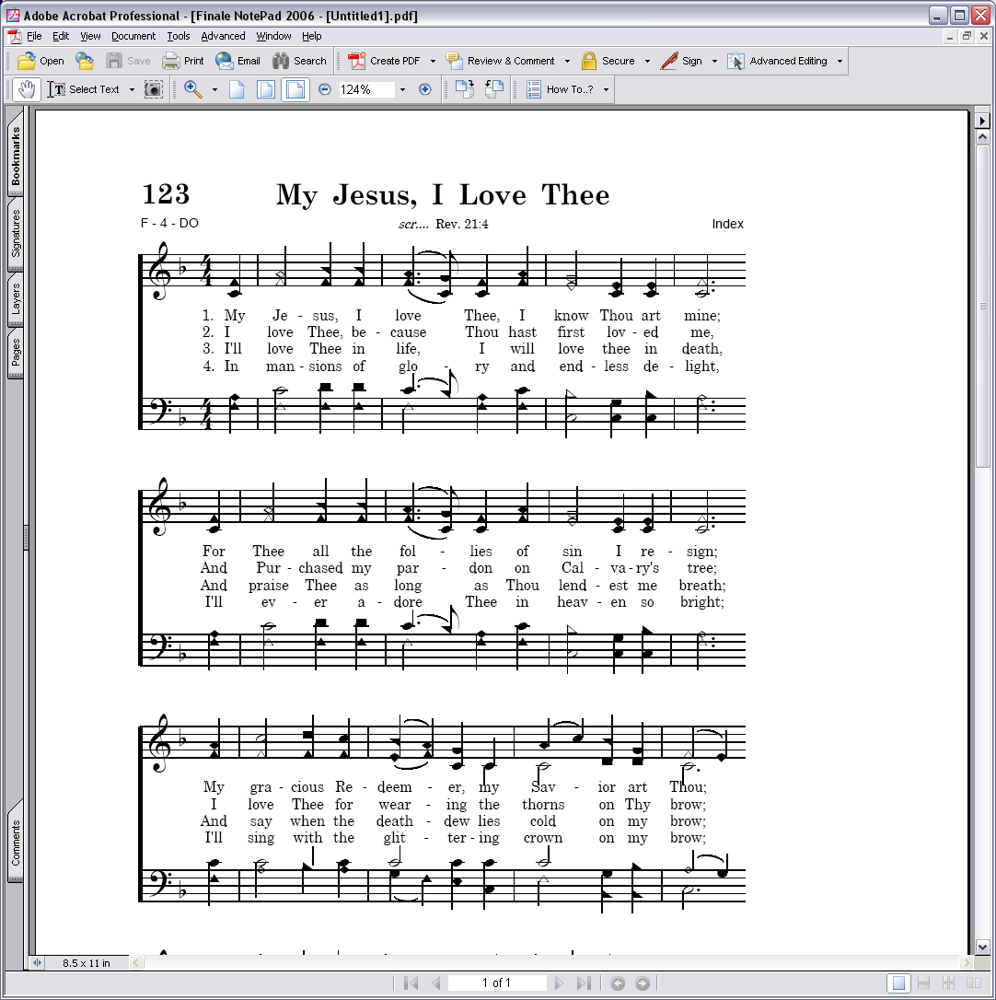 Adobe Acrobat Professional - [Finale NotePad 2006 - [Untitled1].pdf]
File Edit View Document Tools Advanced Window Help
Open Save Print Email Search Create PDF Review & Comment Secure Sign Advanced Editing
Select Text 124% How To..?
Bookmarks
Signatures
Layers
Pages
Comments
123 My Jesus, I Love Thee
F - 4 - DO scr.... Rev. 21:4 Index
4
4
1. My Je - sus, I love Thee, I know Thou art mine;
2. I love Thee, be - cause Thou hast first lov - ed me,
3. I'll love Thee in life, I will love thee in death,
4. In man - sions of glo - ry and end - less de - light,
4
4
For Thee all the fol - lies of sin I re - sign;
And Pur - chased my par - don on Cal - va - ry's tree;
And praise Thee as long as Thou lend - est me breath;
I'll ev - er a - dore Thee in heav - en so bright;
My gra - cious Re - deem - er, my Sav - ior art Thou;
I love Thee for wear - ing the thorns on Thy brow;
And say when the death - dew lies cold on my brow;
I'll sing with the glit - ter - ing crown on my brow;
8.5 x 11 in
1 of 1